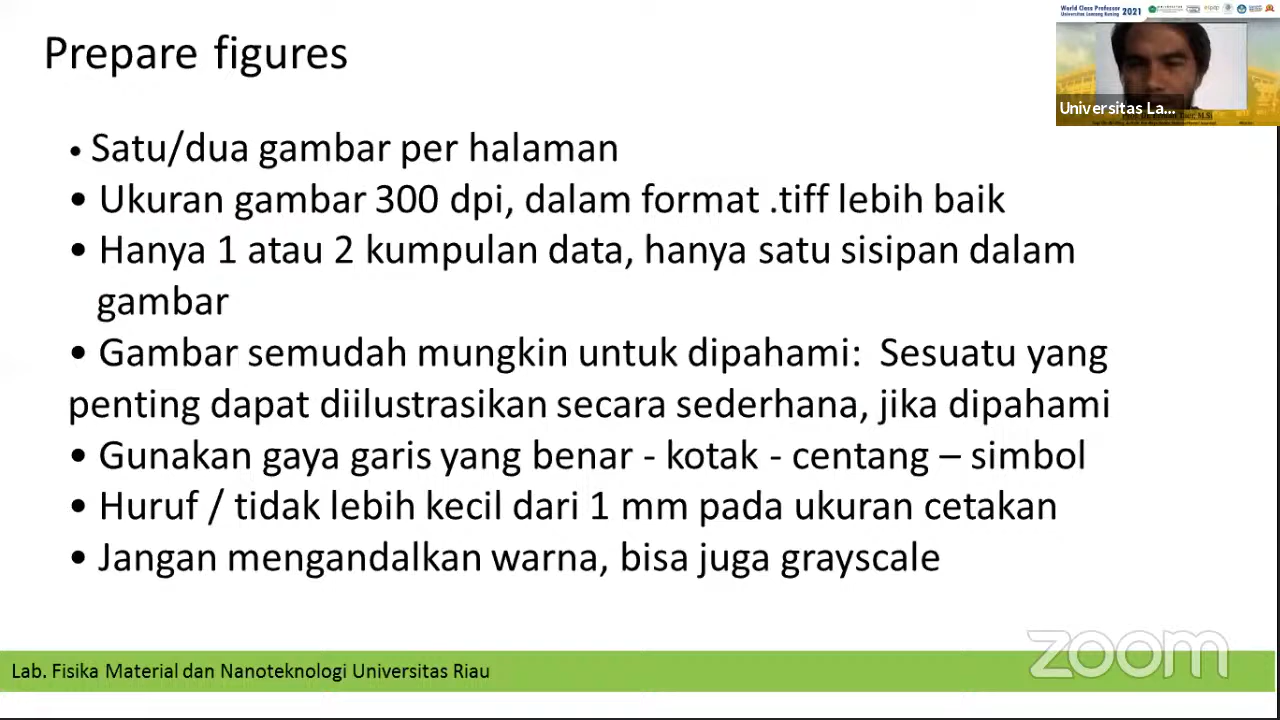 Prepare figures
World Class Professor 2021
Universitas Lancang Kuning
Universitas La...
• Satu/dua gambar per halaman
• Ukuran gambar 300 dpi, dalam format .tiff lebih baik
• Hanya 1 atau 2 kumpulan data, hanya satu sisipan dalam
gambar
• Gambar semudah mungkin untuk dipahami: Sesuatu yang
penting dapat diilustrasikan secara sederhana, jika dipahami
• Gunakan gaya garis yang benar - kotak - centang – simbol
• Huruf / tidak lebih kecil dari 1 mm pada ukuran cetakan
• Jangan mengandalkan warna, bisa juga grayscale
zoom
Lab. Fisika Material dan Nanoteknologi Universitas Riau